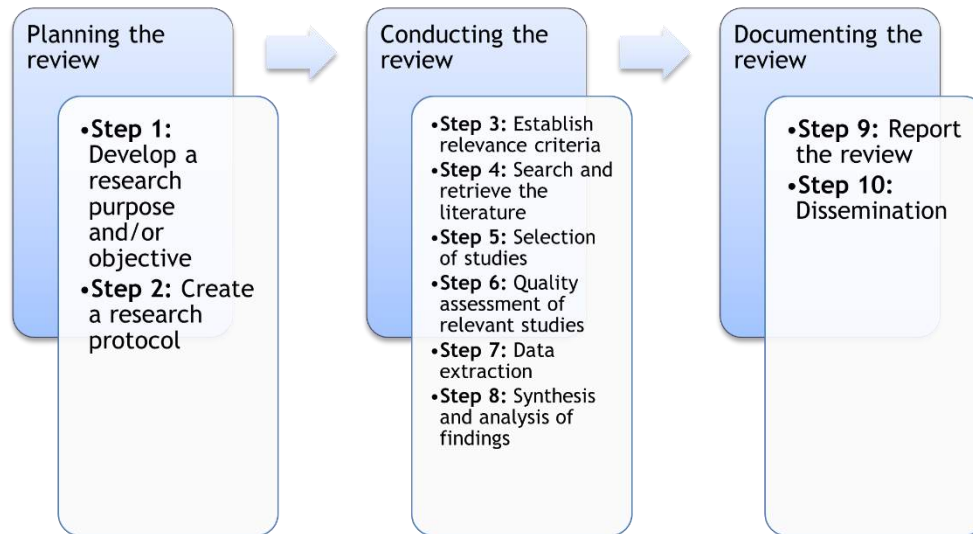 Planning the
review
•Step 1:
Develop a
research
purpose
and/or
objective
•Step 2: Create
a research
protocol
Conducting the
review
•Step 3: Establish
relevance criteria
•Step 4: Search and
retrieve the
literature
•Step 5: Selection
of studies
•Step 6: Quality
assessment of
relevant studies
•Step 7: Data
extraction
•Step 8: Synthesis
and analysis of
findings
Documenting the
review
•Step 9: Report
the review
•Step 10:
Dissemination